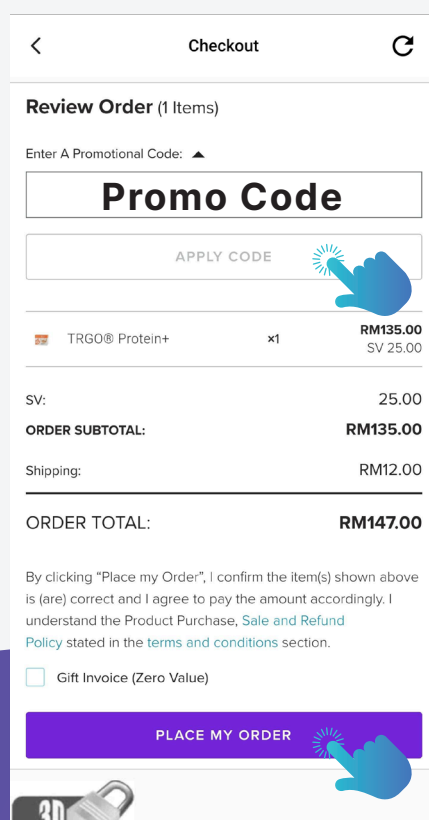 Checkout
Review Order (1 Items)
Enter A Promotional Code:
Promo Code
APPLY CODE
TRGO® Protein+ ×1 RM135.00
SV 25.00
SV: 25.00
ORDER SUBTOTAL: RM135.00
Shipping: RM12.00
ORDER TOTAL: RM147.00
By clicking “Place my Order”, I confirm the item(s) shown above
is (are) correct and I agree to pay the amount accordingly. I
understand the Product Purchase, Sale and Refund
Policy stated in the terms and conditions section.
Gift Invoice (Zero Value)
PLACE MY ORDER
3D